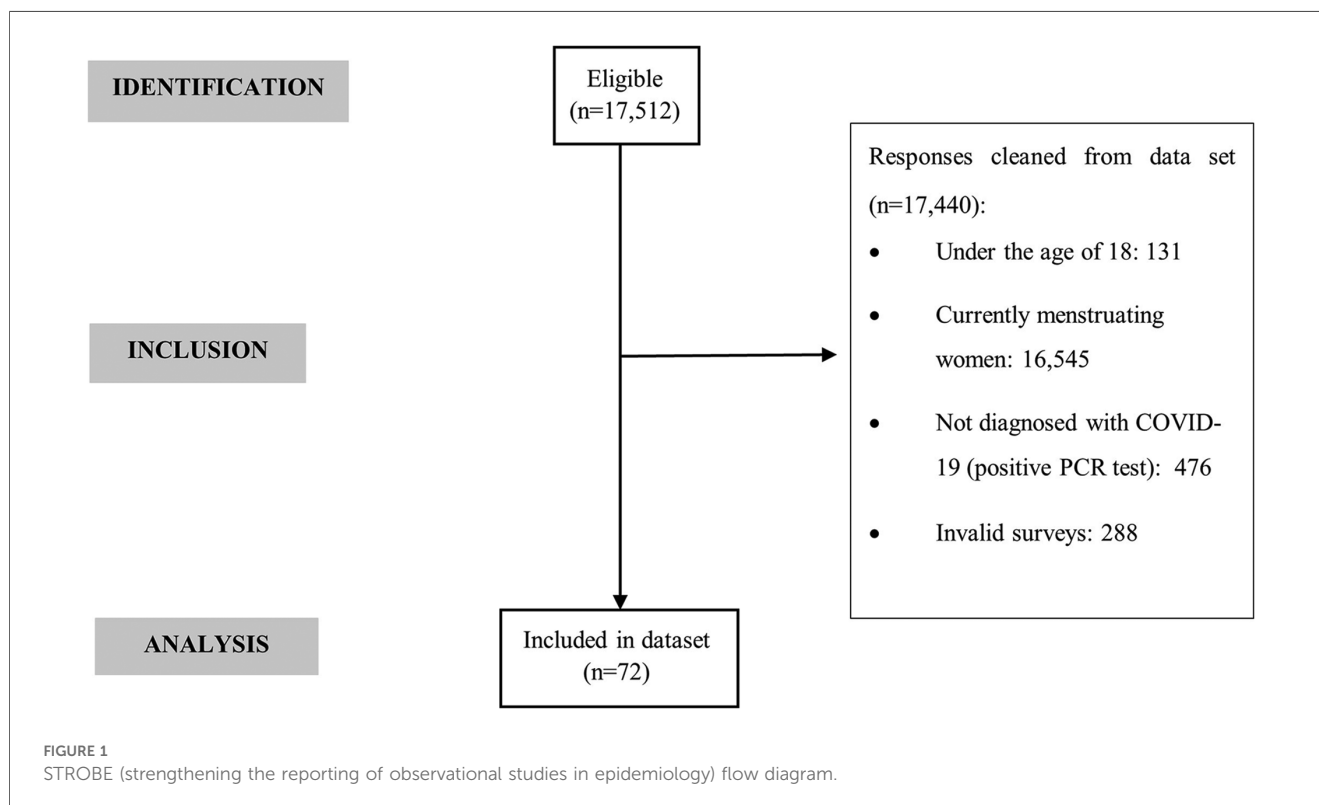 IDENTIFICATION
Eligible
(n=17,512)
Responses cleaned from data set
(n=17,440):
• Under the age of 18: 131
• Currently menstruating
women: 16,545
• Not diagnosed with COVID-
19 (positive PCR test): 476
• Invalid surveys: 288
INCLUSION
ANALYSIS
Included in dataset
(n=72)
FIGURE 1
STROBE (strengthening the reporting of observational studies in epidemiology) flow diagram.